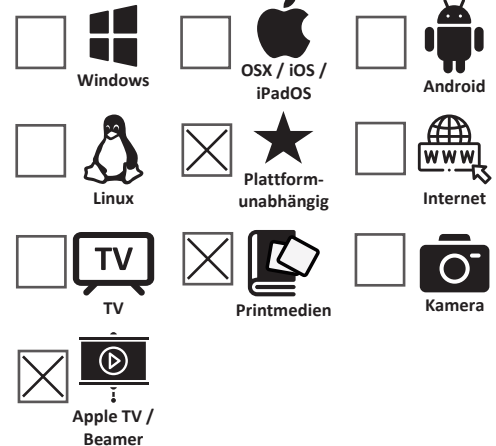 Windows
OSX / iOS /
iPadOS
Android
Linux
Plattform-
unabhängig
WWW
Internet
TV
TV
Printmedien
Kamera
Apple TV /
Beamer